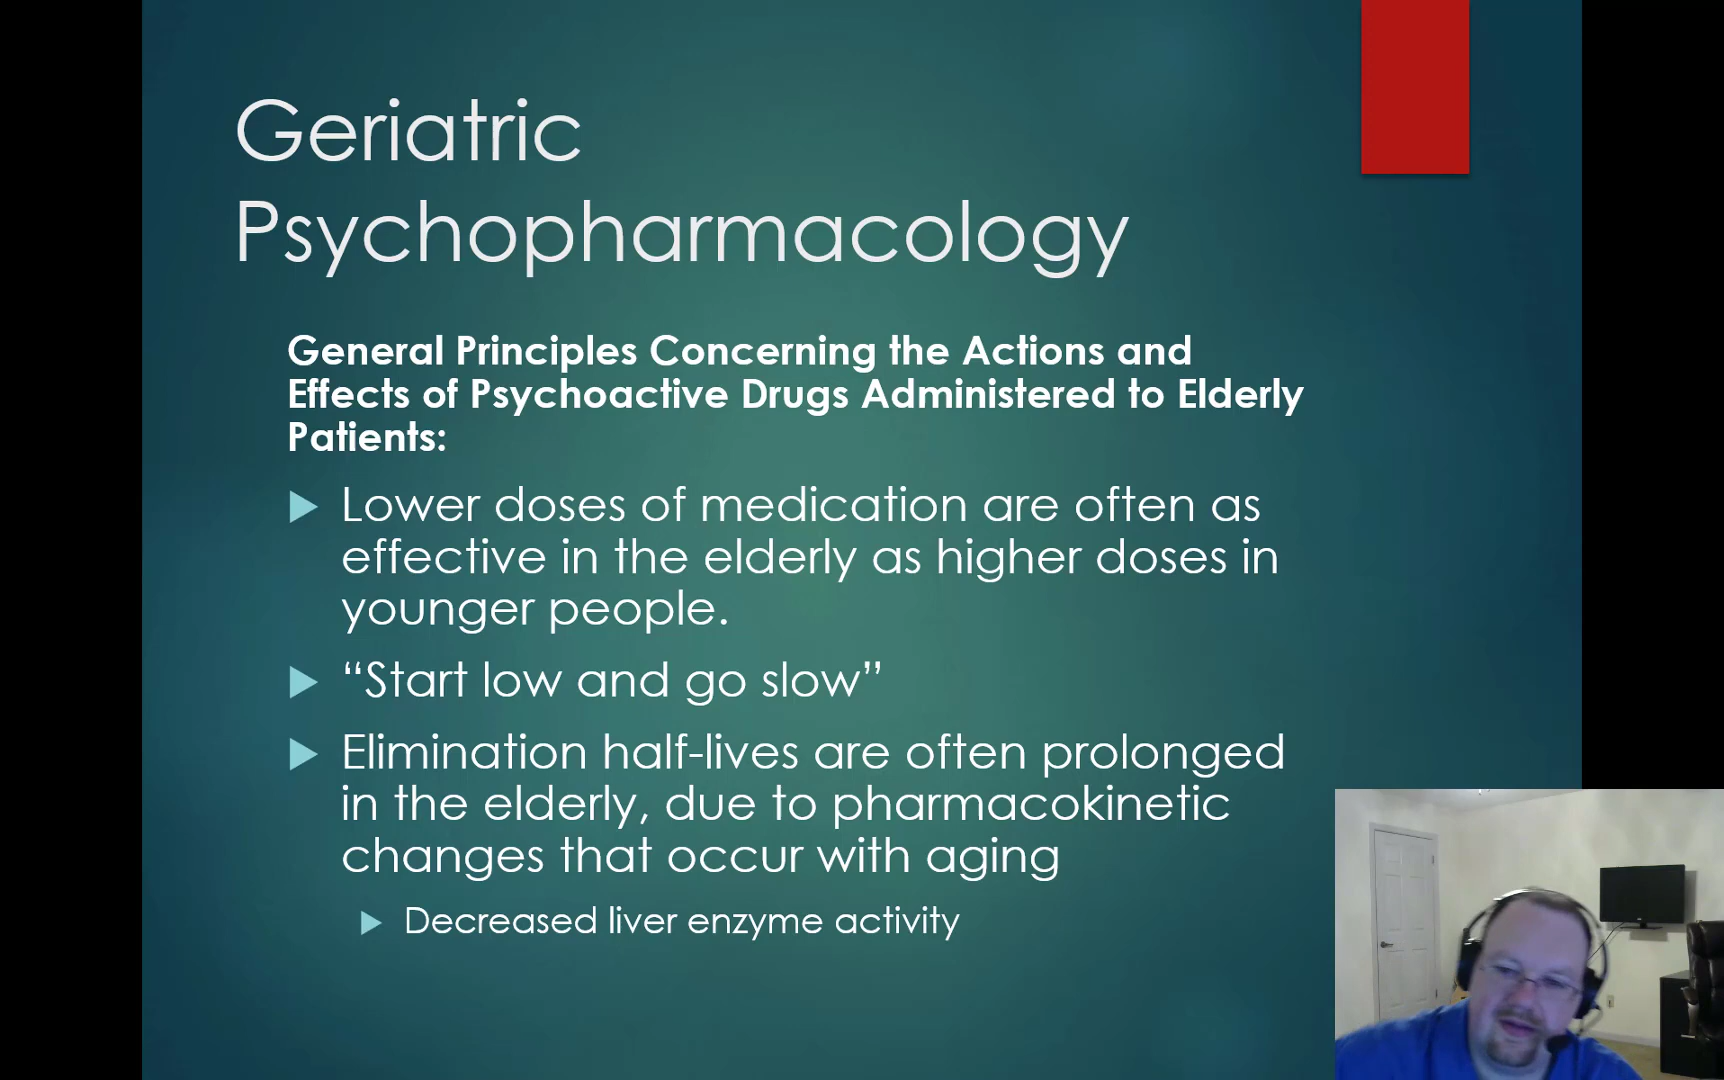 Geriatric
Psychopharmacology
General Principles Concerning the Actions and
Effects of Psychoactive Drugs Administered to Elderly
Patients:
Lower doses of medication are often as
effective in the elderly as higher doses in
younger people.
“Start low and go slow”
Elimination half-lives are often prolonged
in the elderly, due to pharmacokinetic
changes that occur with aging
Decreased liver enzyme activity